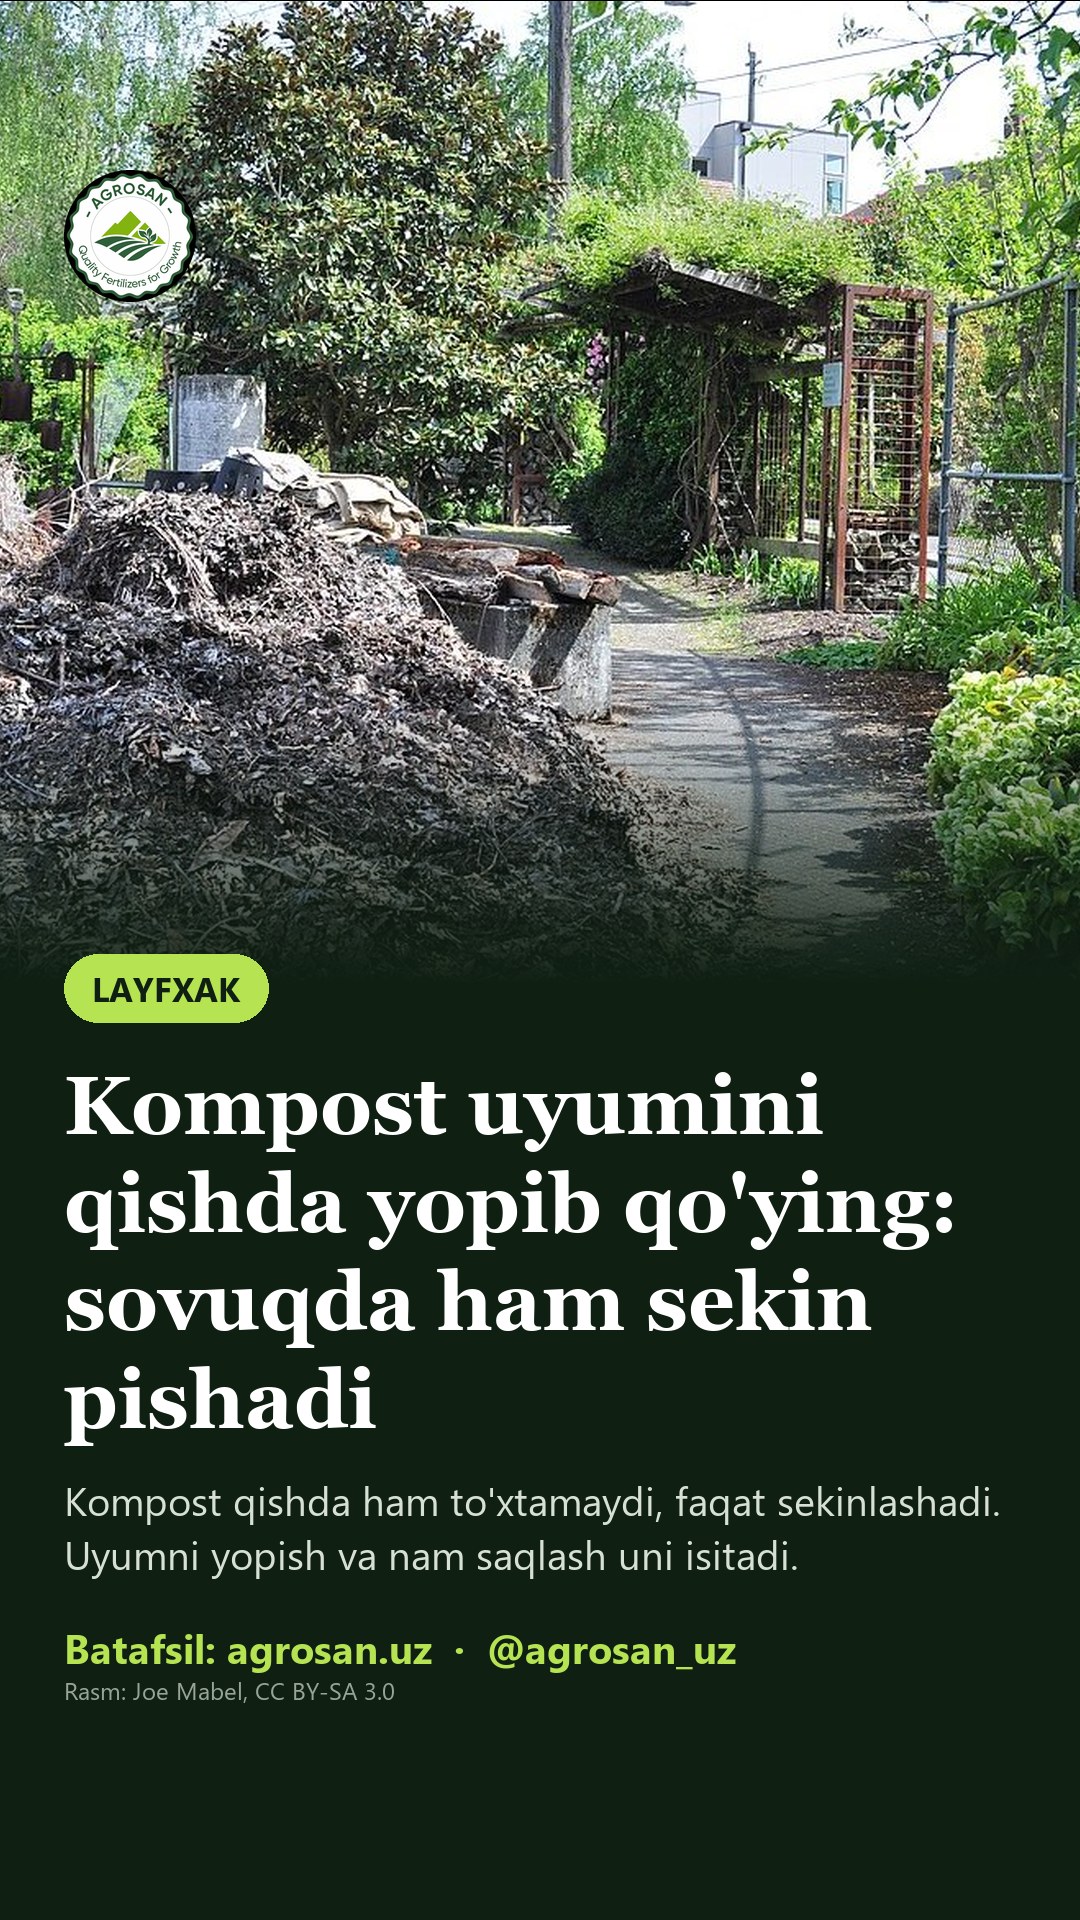 - AGROSAN -
Quality Fertilizers for Growth
LAYFXAK
Kompost uyumini
qishda yopib qo'ying:
sovuqda ham sekin
pishadi
Kompost qishda ham to'xtamaydi, faqat sekinlashadi.
Uyumni yopish va nam saqlash uni isitadi.
Batafsil: agrosan.uz · @agrosan_uz
Rasm: Joe Mabel, CC BY-SA 3.0